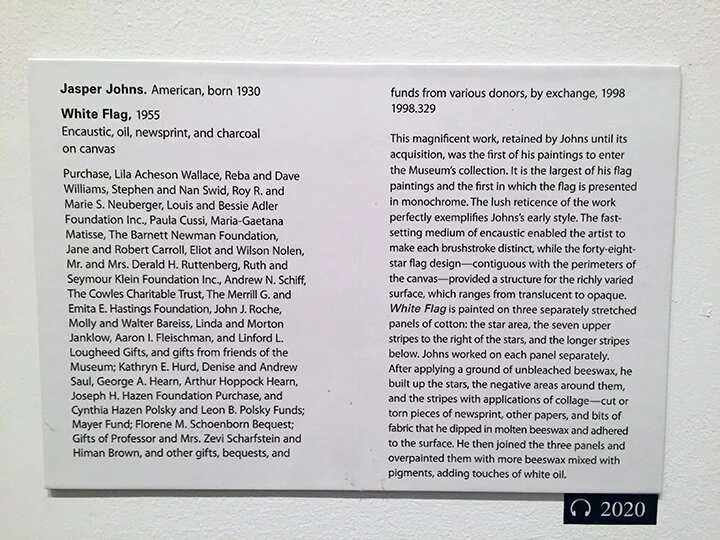 Jasper Johns. American, born 1930
White Flag, 1955
Encaustic, oil, newsprint, and charcoal
on canvas
Purchase, Lila Acheson Wallace, Reba and Dave
Williams, Stephen and Nan Swid, Roy R. and
Marie S. Neuberger, Louis and Bessie Adler
Foundation Inc., Paula Cussi, Maria-Gaetana
Matisse, The Barnett Newman Foundation,
Jane and Robert Carroll, Eliot and Wilson Nolen,
Mr. and Mrs. Derald H. Ruttenberg, Ruth and
Seymour Klein Foundation Inc., Andrew N. Schiff,
The Cowles Charitable Trust, The Merrill G. and
Emita E. Hastings Foundation, John J. Roche,
Molly and Walter Bareiss, Linda and Morton
Janklow, Aaron I. Fleischman, and Linford L.
Lougheed Gifts, and gifts from friends of the
Museum; Kathryn E. Hurd, Denise and Andrew
Saul, George A. Hearn, Arthur Hoppock Hearn,
Joseph H. Hazen Foundation Purchase, and
Cynthia Hazen Polsky and Leon B. Polsky Funds;
Mayer Fund; Florene M. Schoenborn Bequest;
Gifts of Professor and Mrs. Zevi Scharfstein and
Himan Brown, and other gifts, bequests, and
funds from various donors, by exchange, 1998
1998.329
This magnificent work, retained by Johns until its
acquisition, was the first of his paintings to enter
the Museum's collection. It is the largest of his flag
paintings and the first in which the flag is presented
in monochrome. The lush reticence of the work
perfectly exemplifies Johns's early style. The fast-
setting medium of encaustic enabled the artist to
make each brushstroke distinct, while the forty-eight-
star flag design—contiguous with the perimeters of
the canvas—provided a structure for the richly varied
surface, which ranges from translucent to opaque.
White Flag is painted on three separately stretched
panels of cotton: the star area, the seven upper
stripes to the right of the stars, and the longer stripes
below. Johns worked on each panel separately.
After applying a ground of unbleached beeswax, he
built up the stars, the negative areas around them,
and the stripes with applications of collage—cut or
torn pieces of newsprint, other papers, and bits of
fabric that he dipped in molten beeswax and adhered
to the surface. He then joined the three panels and
overpainted them with more beeswax mixed with
pigments, adding touches of white oil.
2020